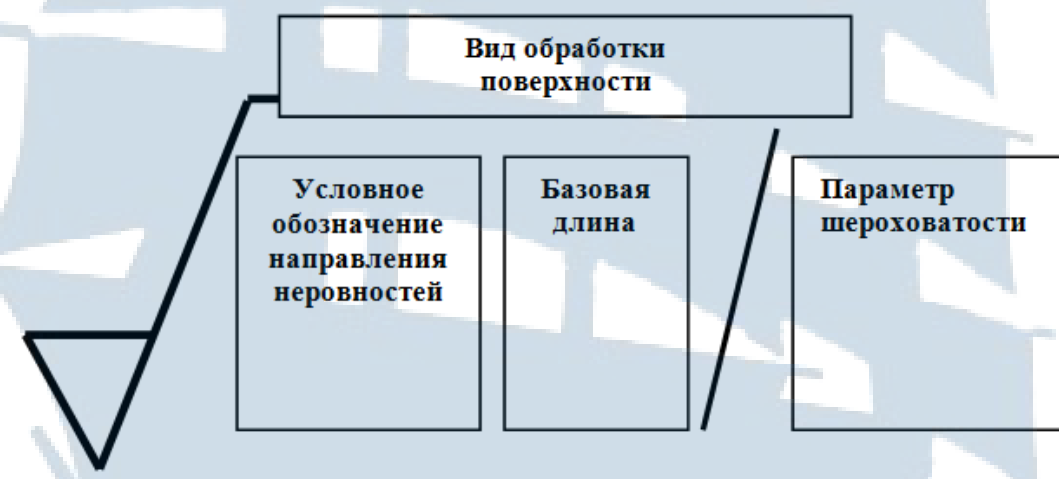 Вид обработки
поверхности
Условное
обозначение
направления
неровностей
Базовая
длина
Параметр
шероховатости